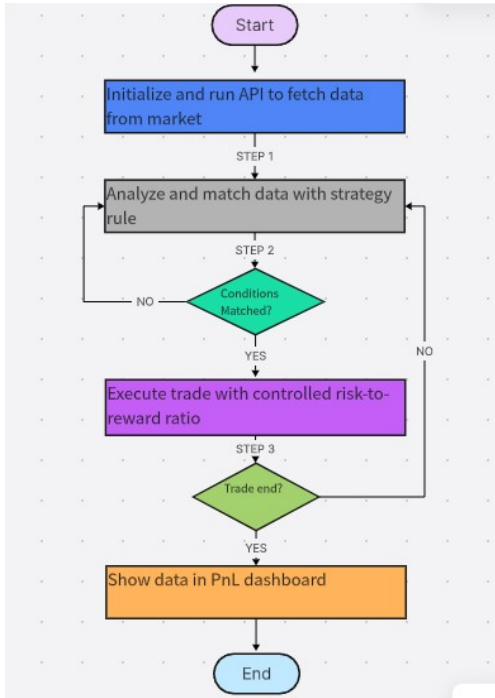 Start
Initialize and run API to fetch data
from market
STEP 1
Analyze and match data with strategy
rule
STEP 2
Conditions
Matched?
NO
YES
NO
Execute trade with controlled risk-to-
reward ratio
STEP 3
Trade end?
YES
Show data in PnL dashboard
End